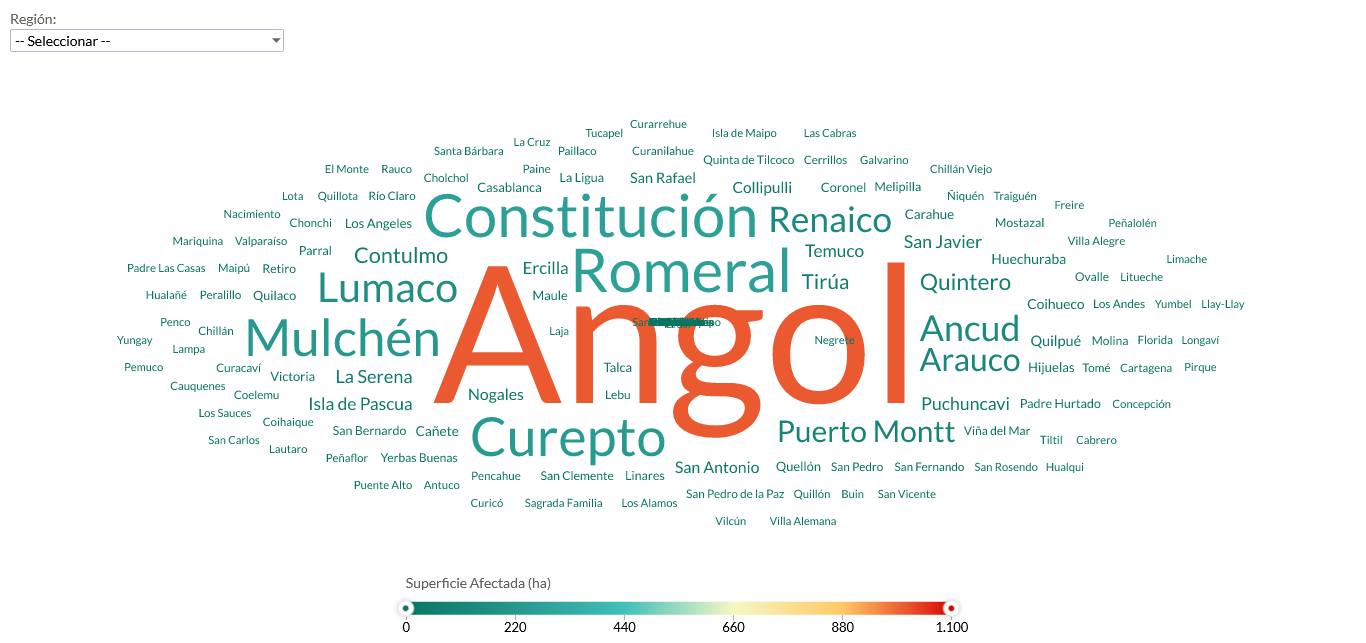 Región:
-- Seleccionar --
Curarrehue
Tucapel Isla de Maipo Las Cabras
La Cruz
Santa Bárbara Paillaco Curanilahue
Quinta de Tilcoco Cerrillos Galvarino
El Monte Rauco Paine Chillán Viejo
Cholchol La Ligua San Rafael
Casablanca Collipulli Coronel Melipilla
Lota Quillota Río Claro Ñiquén Traiguén
Freire
Nacimiento Constitución Renaico Carahue
Chonchi Los Angeles Mostazal Peñalolén
Mariquina Valparaíso San Javier Villa Alegre
Parral Contulmo Temuco
Huechuraba Limache
Padre Las Casas Maipú Retiro Ercilla Romeral
Ovalle Litueche
Lumaco Tirúa Quintero
Hualañé Peralillo Quilaco Maule
Coihueco Los Andes Yumbel Llay-Llay
Penco
Chillán Laja Angol Ancud
Yungay Mulchén Negrete Quilpué Molina Florida Longaví
Lampa
Arauco
Pemuco Curacaví Talca Hijuelas Tomé Cartagena Pirque
Victoria La Serena
Cauquenes
Coelemu Nogales Lebu
Isla de Pascua Puchuncavi Padre Hurtado Concepción
Los Sauces
Coihaique
San Bernardo Cañete Curepto Puerto Montt Viña del Mar
San Carlos Tiltil Cabrero
Lautaro
Peñaflor Yerbas Buenas
San Antonio Quellón San Pedro San Fernando San Rosendo Hualqui
Pencahue San Clemente Linares
Puente Alto Antuco
San Pedro de la Paz Quillón Buin San Vicente
Curicó Sagrada Familia Los Alamos
Vilcún Villa Alemana
Superficie Afectada (ha)
0 220 440 660 880 1.100